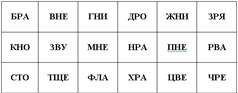 БРА ВНЕ ГНИ ДРО ЖНИ ЗРЯ
КНО ЗВУ МНЕ НРА ПНЕ РВА
СТО ТЩЕ ФЛА ХРА ЦВЕ ЧРЕ